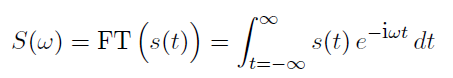 S(ω) = FT (s(t)) = ∫_{t=-∞}^{∞} s(t) e^{-iωt} dt